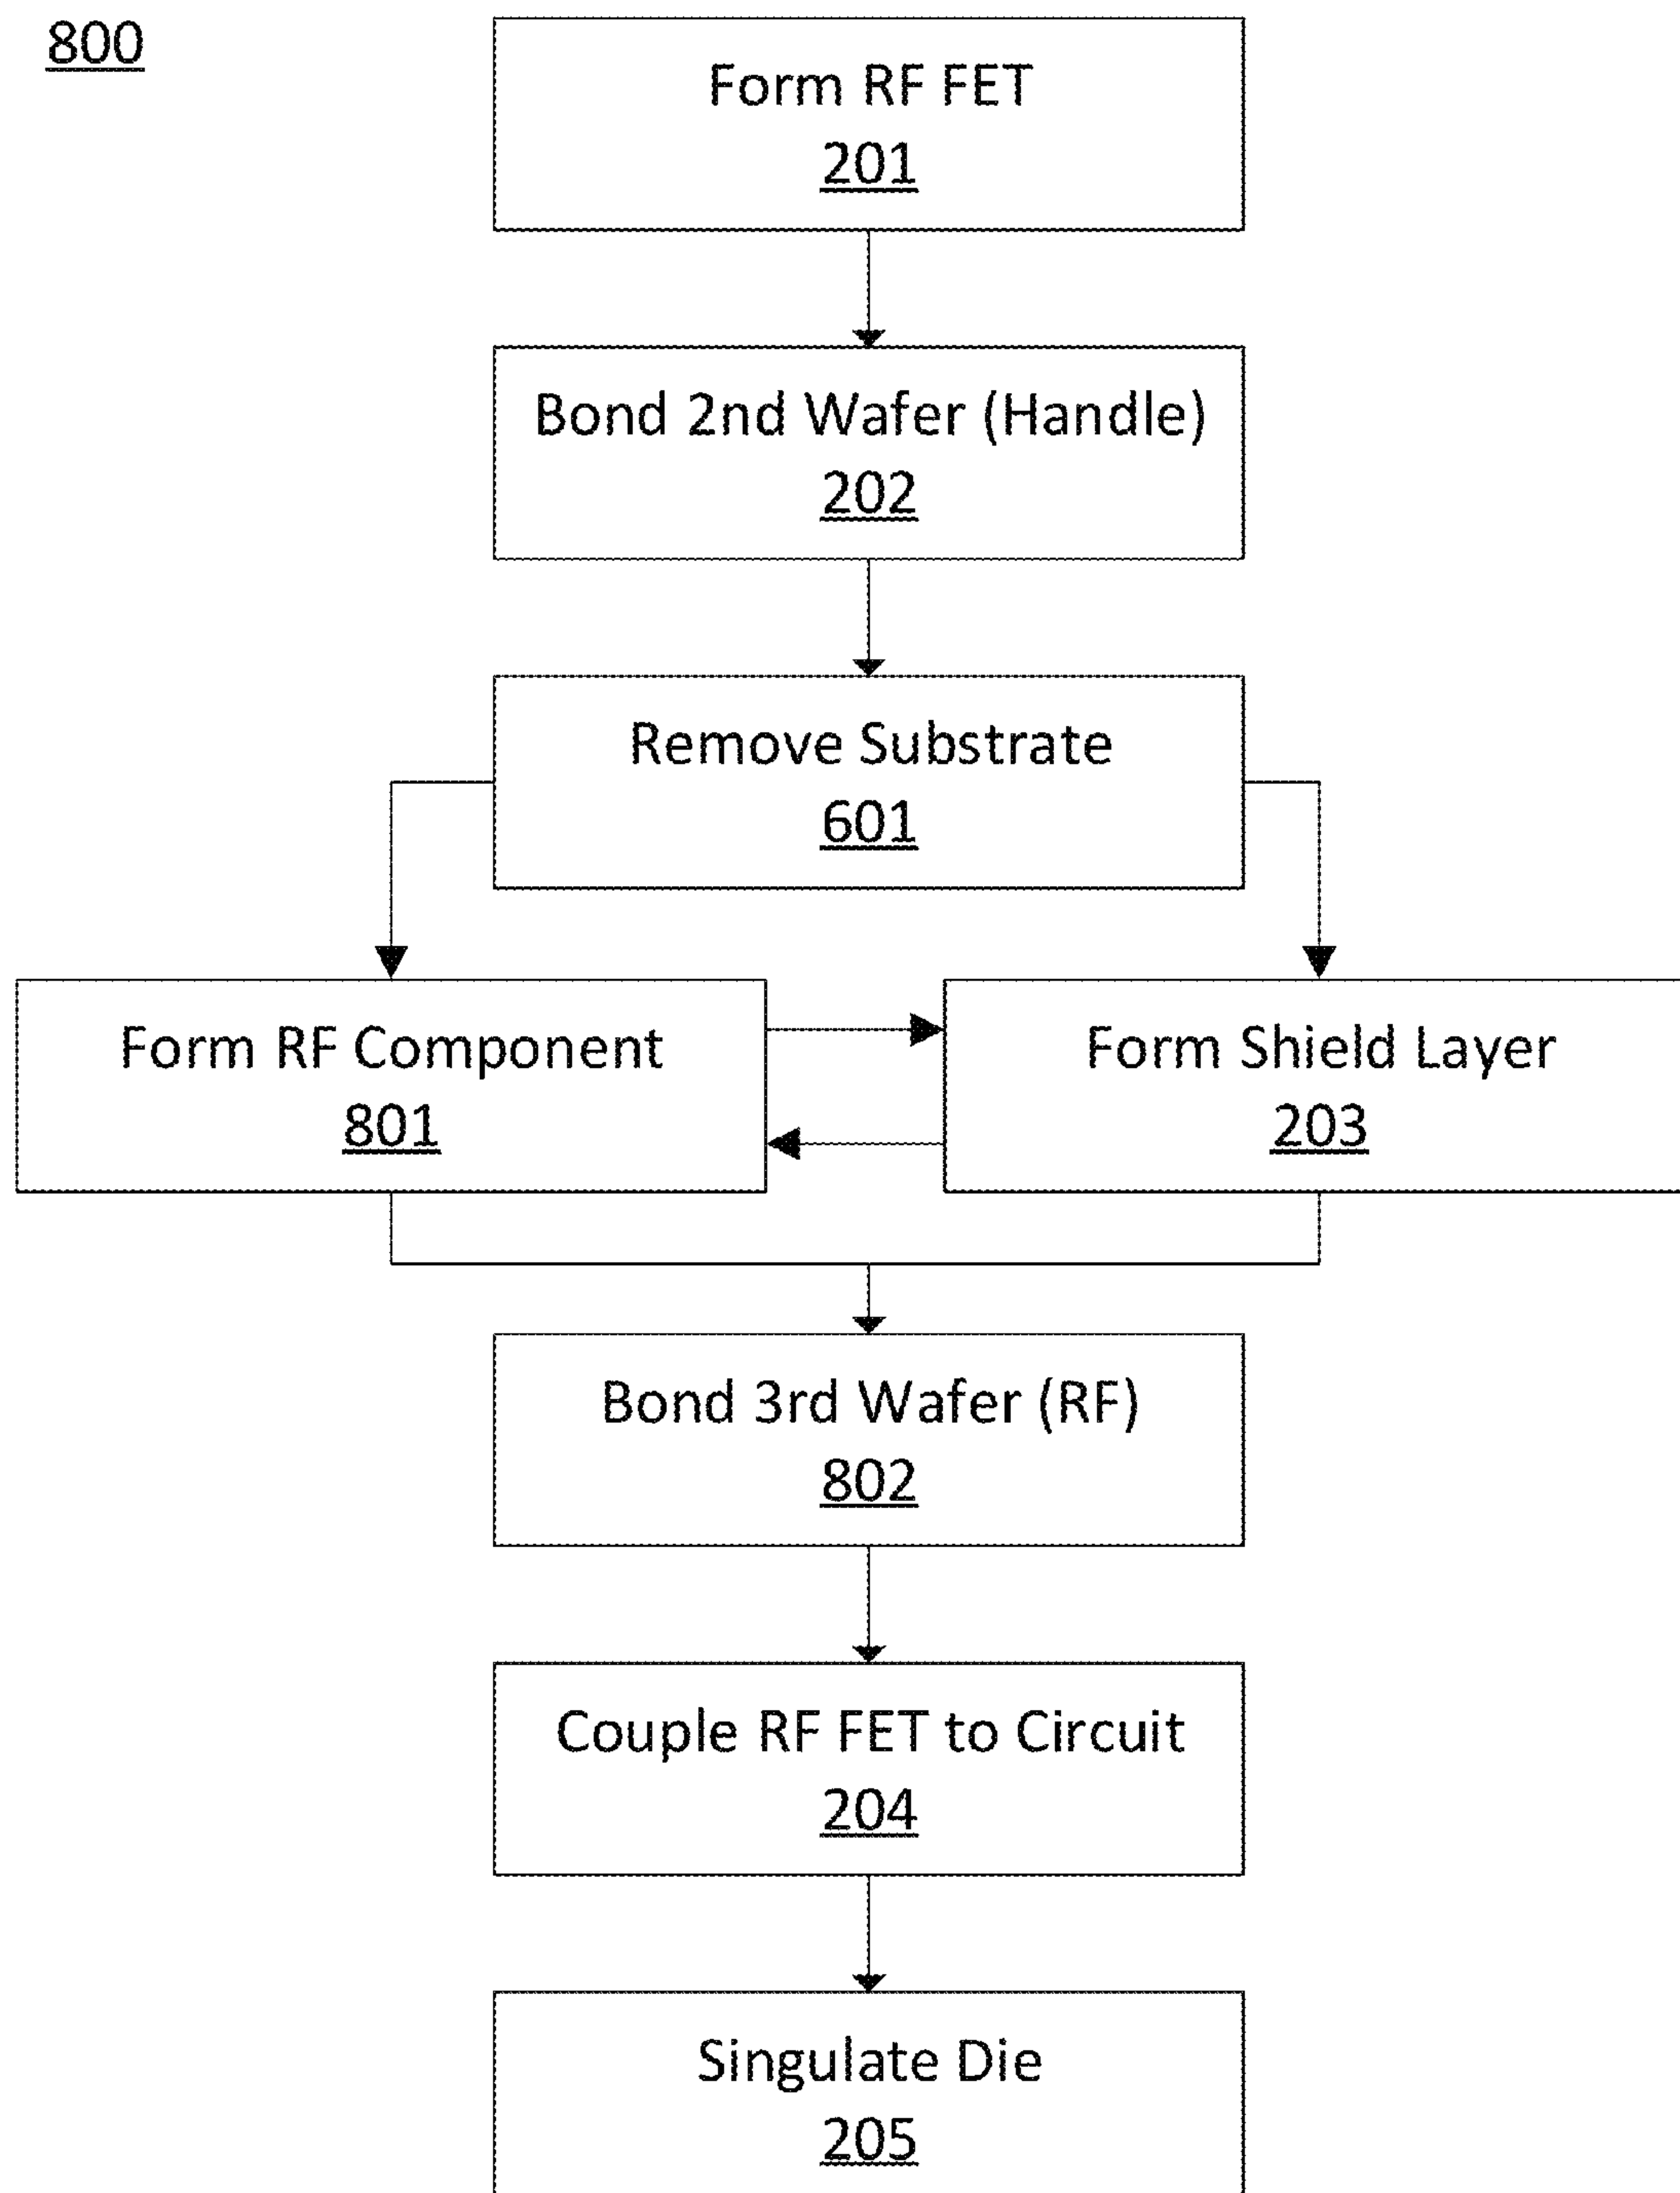 800
Form RF FET
201
Bond 2nd Wafer (Handle)
202
Remove Substrate
601
Form RF Component
801
Form Shield Layer
203
Bond 3rd Wafer (RF)
802
Couple RF FET to Circuit
204
Singulate Die
205